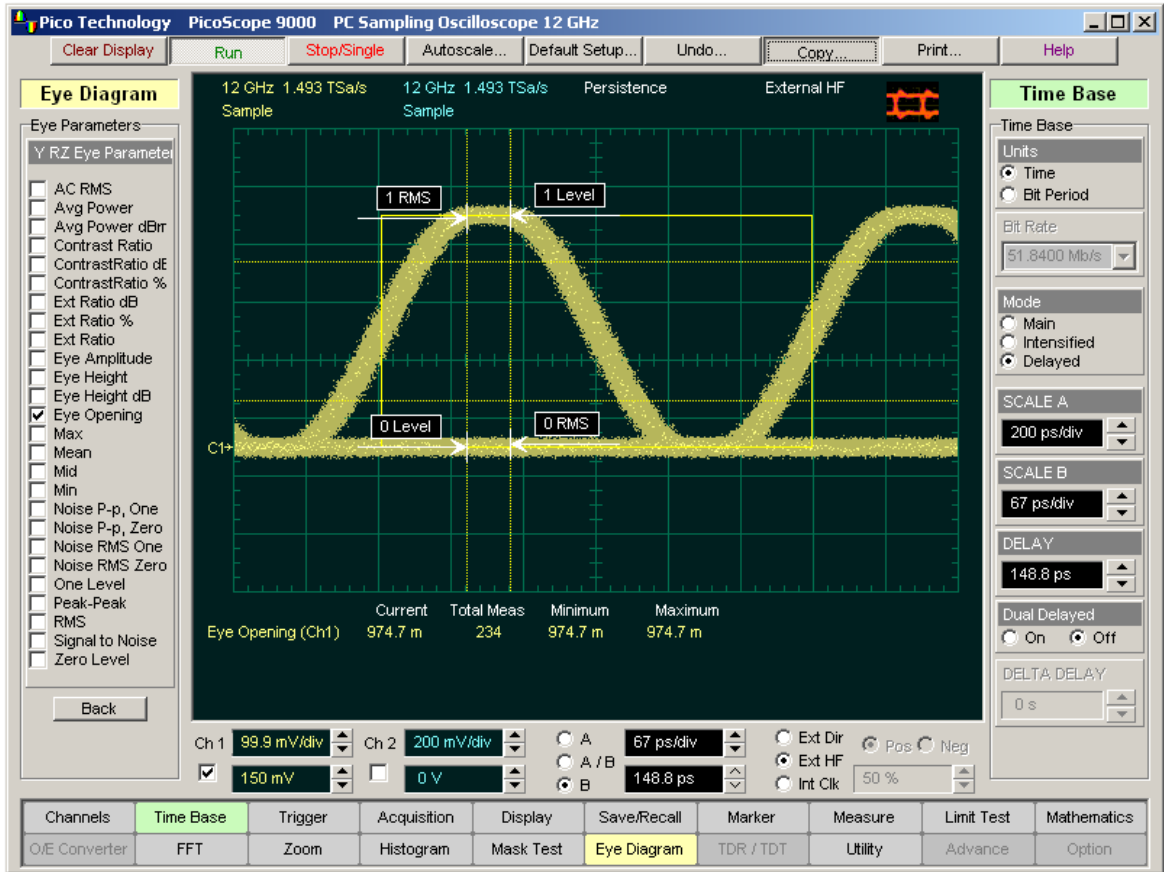 Pico Technology PicoScope 9000 PC Sampling Oscilloscope 12 GHz
Clear Display Run Stop/Single Autoscale... Default Setup... Undo... Copy... Print... Help
Eye Diagram
Eye Parameters
Y RZ Eye Parameter
AC RMS
Avg Power
Avg Power dBm
Contrast Ratio
ContrastRatio dB
ContrastRatio %
Ext Ratio dB
Ext Ratio %
Ext Ratio
Eye Amplitude
Eye Height
Eye Height dB
Eye Opening
Max
Mean
Mid
Min
Noise P-p, One
Noise P-p, Zero
Noise RMS One
Noise RMS Zero
One Level
Peak-Peak
RMS
Signal to Noise
Zero Level
Back
12 GHz 1.493 TSa/s 12 GHz 1.493 TSa/s Persistence External HF
Sample Sample
1 RMS 1 Level
0 Level 0 RMS
C1
Current Total Meas Minimum Maximum
Eye Opening (Ch1) 974.7 m 234 974.7 m 974.7 m
Time Base
Time Base
Units
Time
Bit Period
Bit Rate
51.8400 Mb/s
Mode
Main
Intensified
Delayed
SCALE A
200 ps/div
SCALE B
67 ps/div
DELAY
148.8 ps
Dual Delayed
On Off
DELTA DELAY
0 s
Ch 1 99.9 mV/div Ch 2 200 mV/div A 67 ps/div Ext Dir Pos Neg
A / B Ext HF
150 mV 0 V B 148.8 ps Int Clk 50 %
Channels Time Base Trigger Acquisition Display Save/Recall Marker Measure Limit Test Mathematics
O/E Converter FFT Zoom Histogram Mask Test Eye Diagram TDR / TDT Utility Advance Option